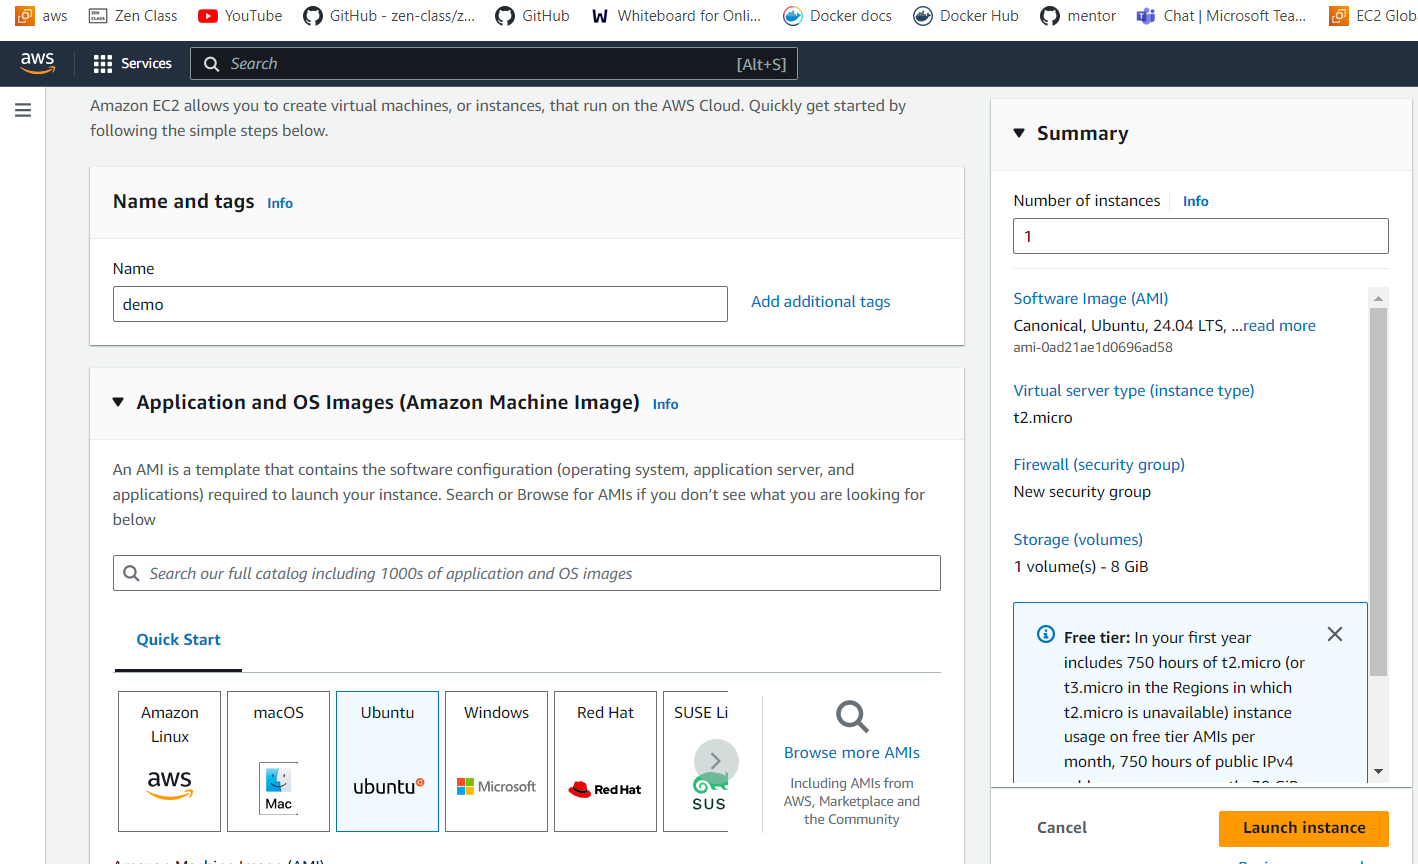 aws
Zen Class
YouTube
GitHub - zen-class/z...
GitHub
Whiteboard for Onli...
Docker docs
Docker Hub
mentor
Chat | Microsoft Tea...
EC2 Globa
aws
Services
Search
[Alt+S]
Amazon EC2 allows you to create virtual machines, or instances, that run on the AWS Cloud. Quickly get started by
following the simple steps below.
Name and tags Info
Name
demo
Add additional tags
Application and OS Images (Amazon Machine Image) Info
An AMI is a template that contains the software configuration (operating system, application server, and
applications) required to launch your instance. Search or Browse for AMIs if you don’t see what you are looking for
below
Search our full catalog including 1000s of application and OS images
Quick Start
Amazon
Linux
aws
macOS
Mac
Ubuntu
ubuntu
Windows
Microsoft
Red Hat
Red Hat
SUSE Li
SUS
Browse more AMIs
Including AMIs from
AWS, Marketplace and
the Community
Amazon Machine Image (AMI)
Summary
Number of instances Info
1
Software Image (AMI)
Canonical, Ubuntu, 24.04 LTS, ...read more
ami-0ad21ae1d0696ad58
Virtual server type (instance type)
t2.micro
Firewall (security group)
New security group
Storage (volumes)
1 volume(s) - 8 GiB
Free tier: In your first year
includes 750 hours of t2.micro (or
t3.micro in the Regions in which
t2.micro is unavailable) instance
usage on free tier AMIs per
month, 750 hours of public IPv4
Cancel
Launch instance